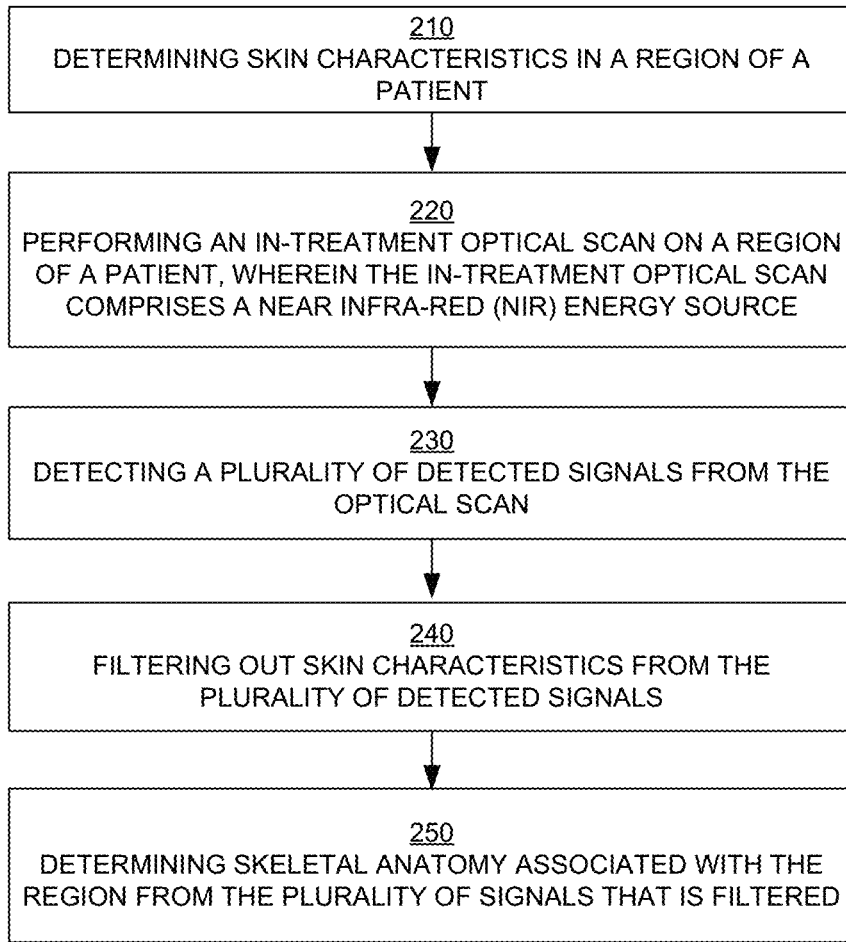 210
DETERMINING SKIN CHARACTERISTICS IN A REGION OF A
PATIENT
220
PERFORMING AN IN-TREATMENT OPTICAL SCAN ON A REGION
OF A PATIENT, WHEREIN THE IN-TREATMENT OPTICAL SCAN
COMPRISES A NEAR INFRA-RED (NIR) ENERGY SOURCE
230
DETECTING A PLURALITY OF DETECTED SIGNALS FROM THE
OPTICAL SCAN
240
FILTERING OUT SKIN CHARACTERISTICS FROM THE
PLURALITY OF DETECTED SIGNALS
250
DETERMINING SKELETAL ANATOMY ASSOCIATED WITH THE
REGION FROM THE PLURALITY OF SIGNALS THAT IS FILTERED